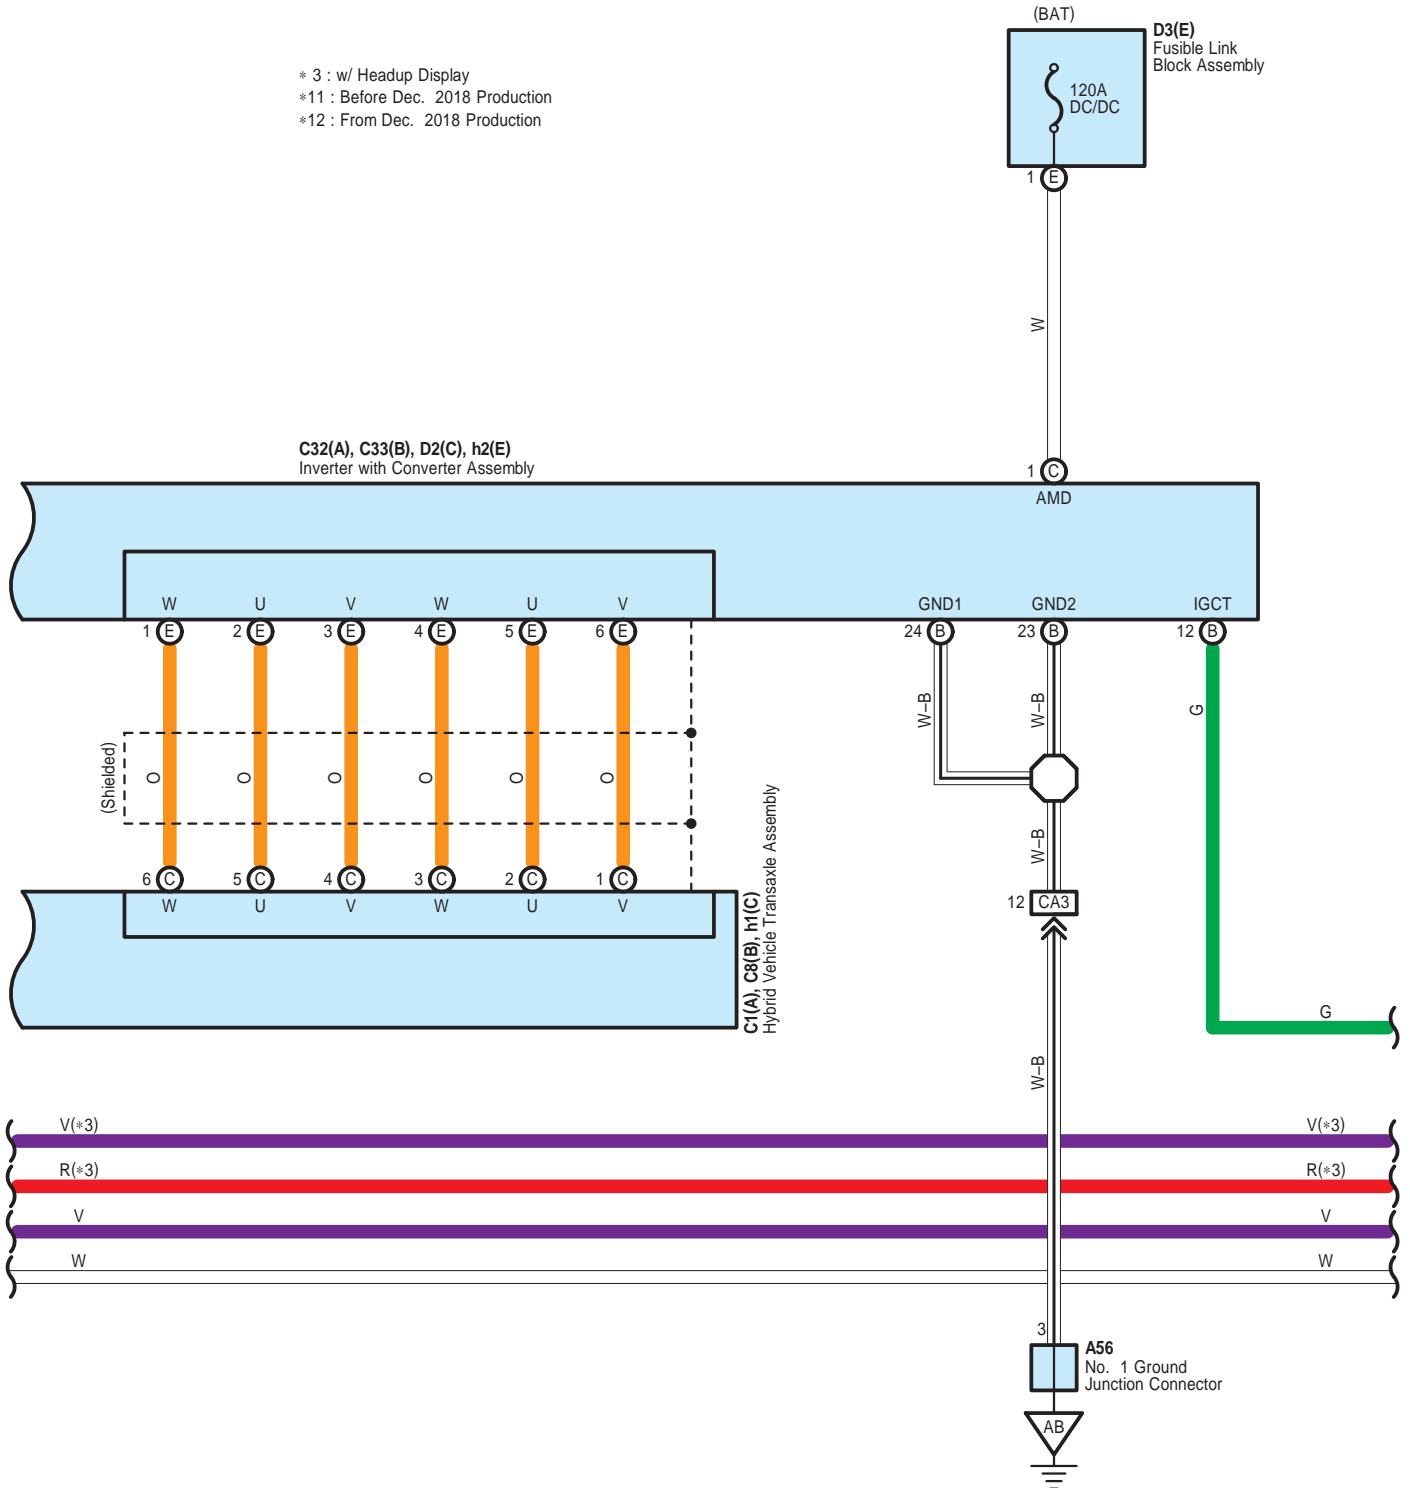 (BAT)
D3(E)
Fusible Link
Block Assembly
120A
DC/DC
1 E
∗ 3 : w/ Headup Display
∗11 : Before Dec. 2018 Production
∗12 : From Dec. 2018 Production
W
C32(A), C33(B), D2(C), h2(E)
Inverter with Converter Assembly
1 C
AMD
W U V W U V GND1 GND2 IGCT
1 E 2 E 3 E 4 E 5 E 6 E 24 B 23 B 12 B
W−B W−B G
(Shielded)
O O O O O O
W−B
6 C 5 C 4 C 3 C 2 C 1 C
W U V W U V
C1(A), C8(B), h1(C)
Hybrid Vehicle Transaxle Assembly
12 CA3
G
W−B
V(∗3) V(∗3)
R(∗3) R(∗3)
V V
W W
3
A56
No. 1 Ground
Junction Connector
AB